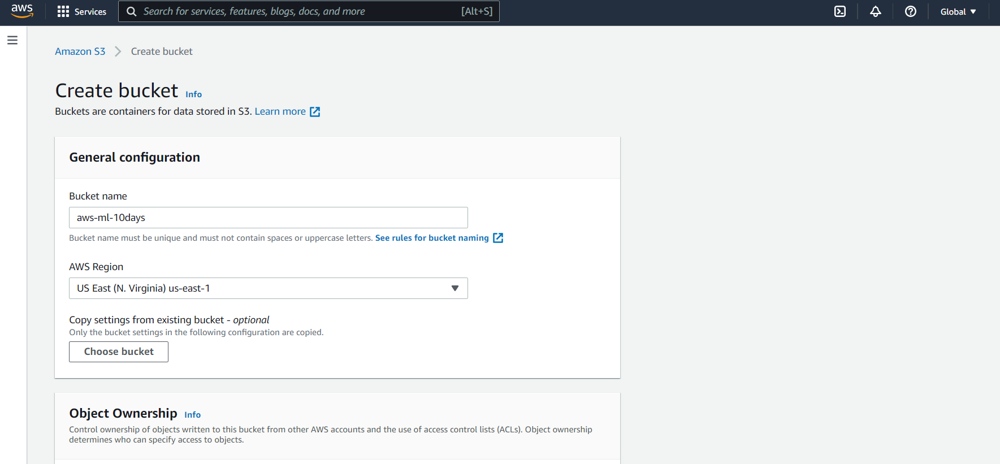 aws Services Search for services, features, blogs, docs, and more [Alt+S] Global
Amazon S3 Create bucket
Create bucket Info
Buckets are containers for data stored in S3. Learn more
General configuration
Bucket name
aws-ml-10days
Bucket name must be unique and must not contain spaces or uppercase letters. See rules for bucket naming
AWS Region
US East (N. Virginia) us-east-1
Copy settings from existing bucket - optional
Only the bucket settings in the following configuration are copied.
Choose bucket
Object Ownership Info
Control ownership of objects written to this bucket from other AWS accounts and the use of access control lists (ACLs). Object ownership
determines who can specify access to objects.